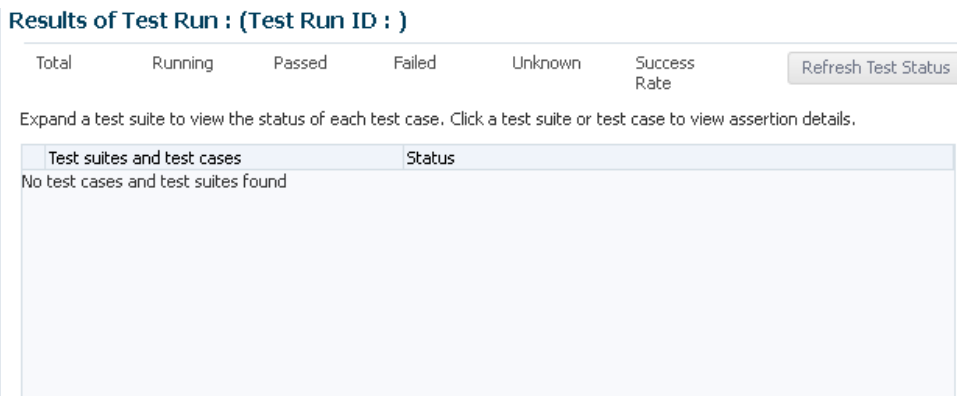 Results of Test Run : (Test Run ID : )
Total Running Passed Failed Unknown Success Rate Refresh Test Status
Expand a test suite to view the status of each test case. Click a test suite or test case to view assertion details.
Test suites and test cases Status
No test cases and test suites found